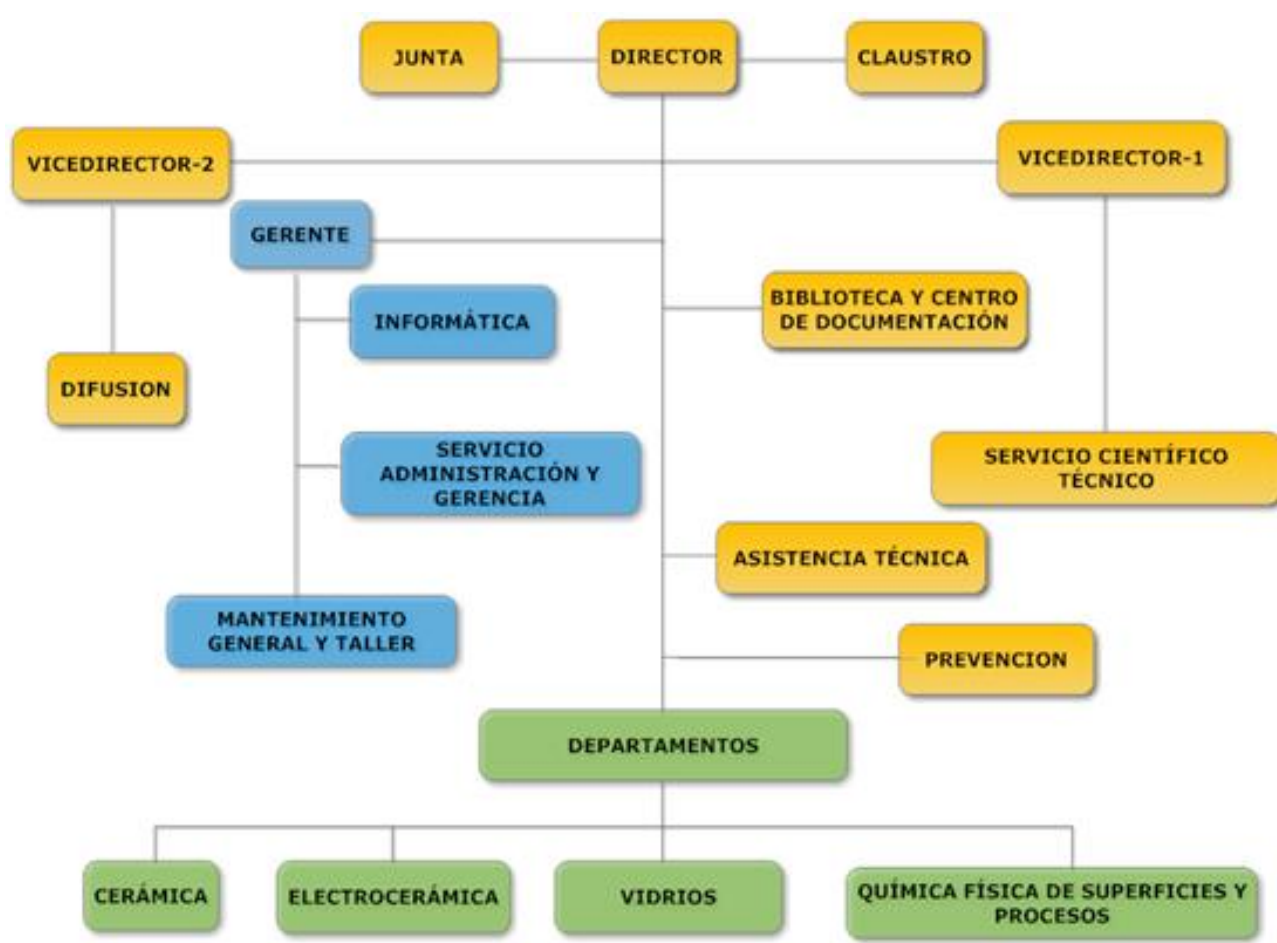 JUNTA
DIRECTOR
CLAUSTRO
VICEDIRECTOR-2
VICEDIRECTOR-1
GERENTE
BIBLIOTECA Y CENTRO
DE DOCUMENTACIÓN
INFORMÁTICA
DIFUSION
SERVICIO
ADMINISTRACIÓN Y
GERENCIA
SERVICIO CIENTÍFICO
TÉCNICO
ASISTENCIA TÉCNICA
MANTENIMIENTO
GENERAL Y TALLER
PREVENCION
DEPARTAMENTOS
CERÁMICA
ELECTROCERÁMICA
VIDRIOS
QUÍMICA FÍSICA DE SUPERFICIES Y
PROCESOS